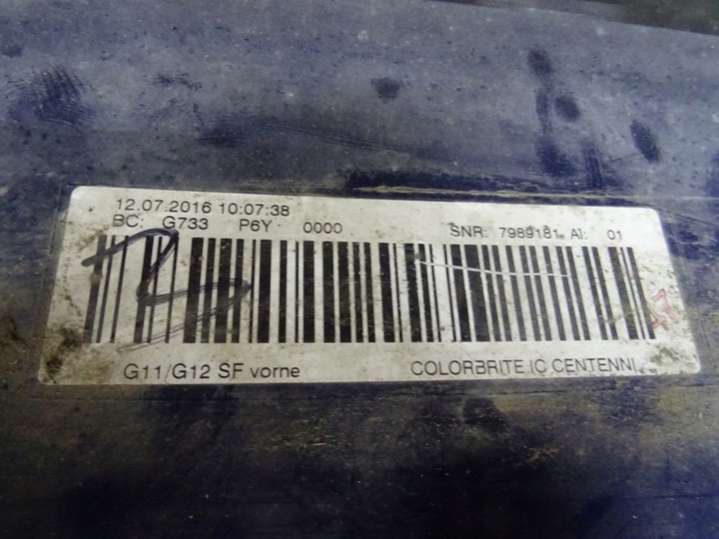 12.07.2016 10:07:38
BC: G733 P6Y 0000 SNR: 7989181 AI: 01
G11/G12 SF vorne COLORBRITE IC CENTENNI